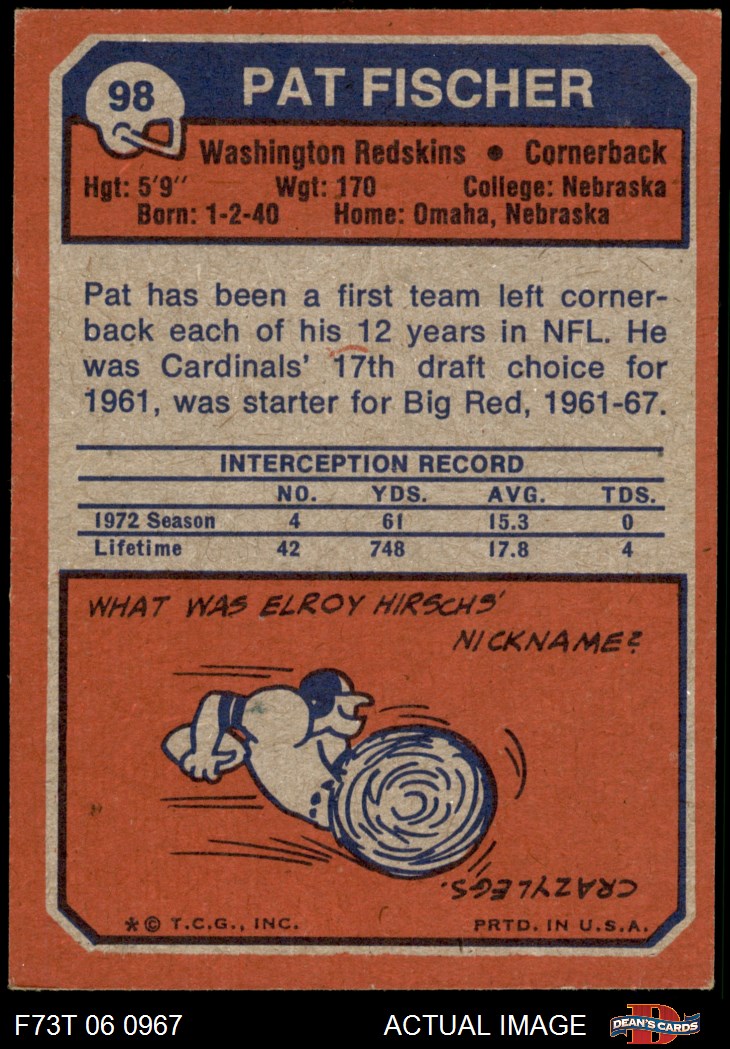 98
PAT FISCHER
Washington Redskins • Cornerback
Hgt: 5'9" Wgt: 170 College: Nebraska
Born: 1-2-40 Home: Omaha, Nebraska
Pat has been a first team left corner-
back each of his 12 years in NFL. He
was Cardinals' 17th draft choice for
1961, was starter for Big Red, 1961-67.
INTERCEPTION RECORD
NO. YDS. AVG. TDS.
1972 Season 4 61 15.3 0
Lifetime 42 748 17.8 4
WHAT WAS ELROY HIRSCHS'
NICKNAME?
CRAZYLEGS.
*© T.C.G., INC. PRTD. IN U.S.A.
F73T 06 0967 ACTUAL IMAGE DEAN'S CARDS